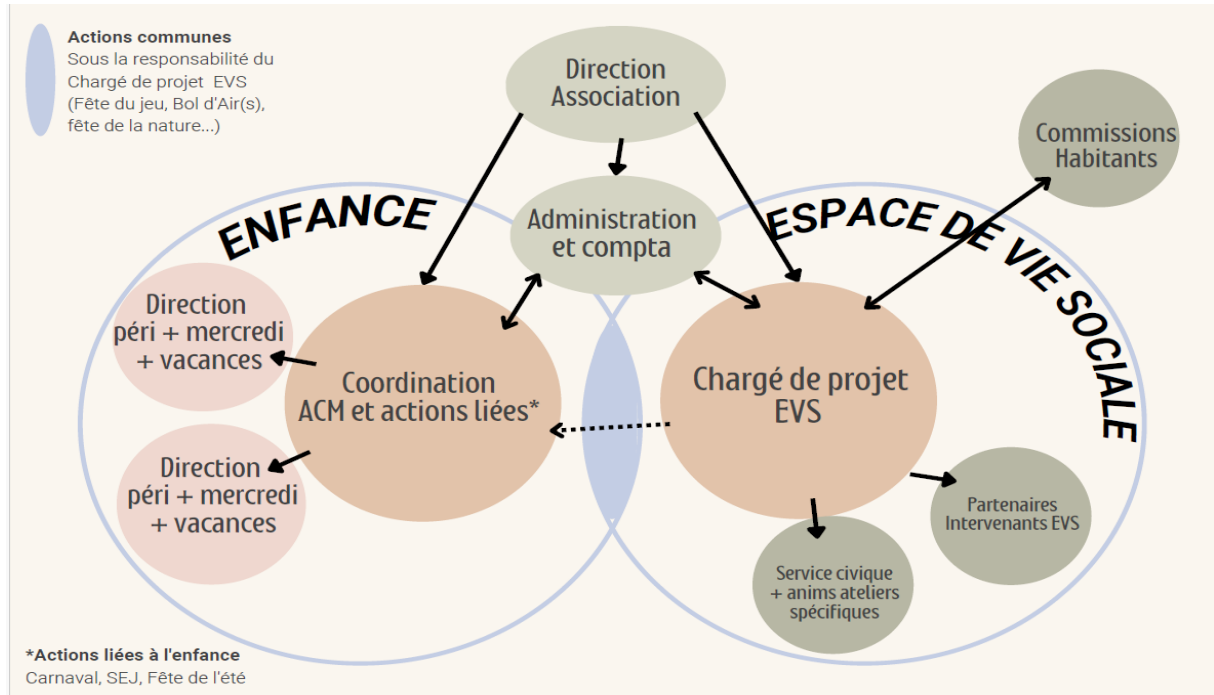 Actions communes
Sous la responsabilité du
Chargé de projet EVS
(Fête du jeu, Bol d'Air(s),
fête de la nature...)
Direction
Association
Commissions
Habitants
ENFANCE
Administration
et compta
ESPACE DE VIE SOCIALE
Direction
péri + mercredi
+ vacances
Coordination
ACM et actions liées*
Chargé de projet
EVS
Direction
péri + mercredi
+ vacances
Partenaires
Intervenants EVS
Service civique
+ anims ateliers
spécifiques
*Actions liées à l'enfance
Carnaval, SEJ, Fête de l'été